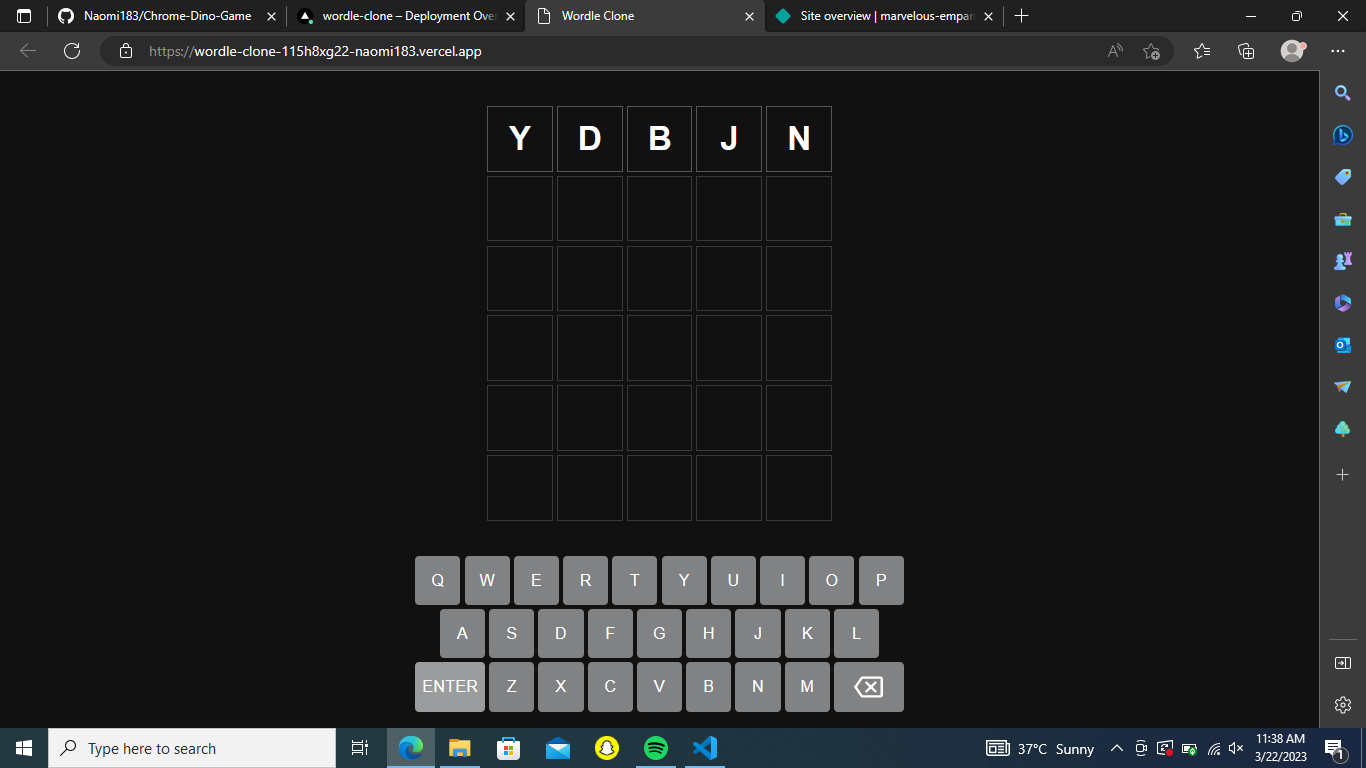 Naomi183/Chrome-Dino-Game
wordle-clone – Deployment Over
Wordle Clone
Site overview | marvelous-empan
https://wordle-clone-115h8xg22-naomi183.vercel.app
Y D B J N
Q W E R T Y U I O P
A S D F G H J K L
ENTER Z X C V B N M
Type here to search
37°C Sunny
11:38 AM
3/22/2023
1